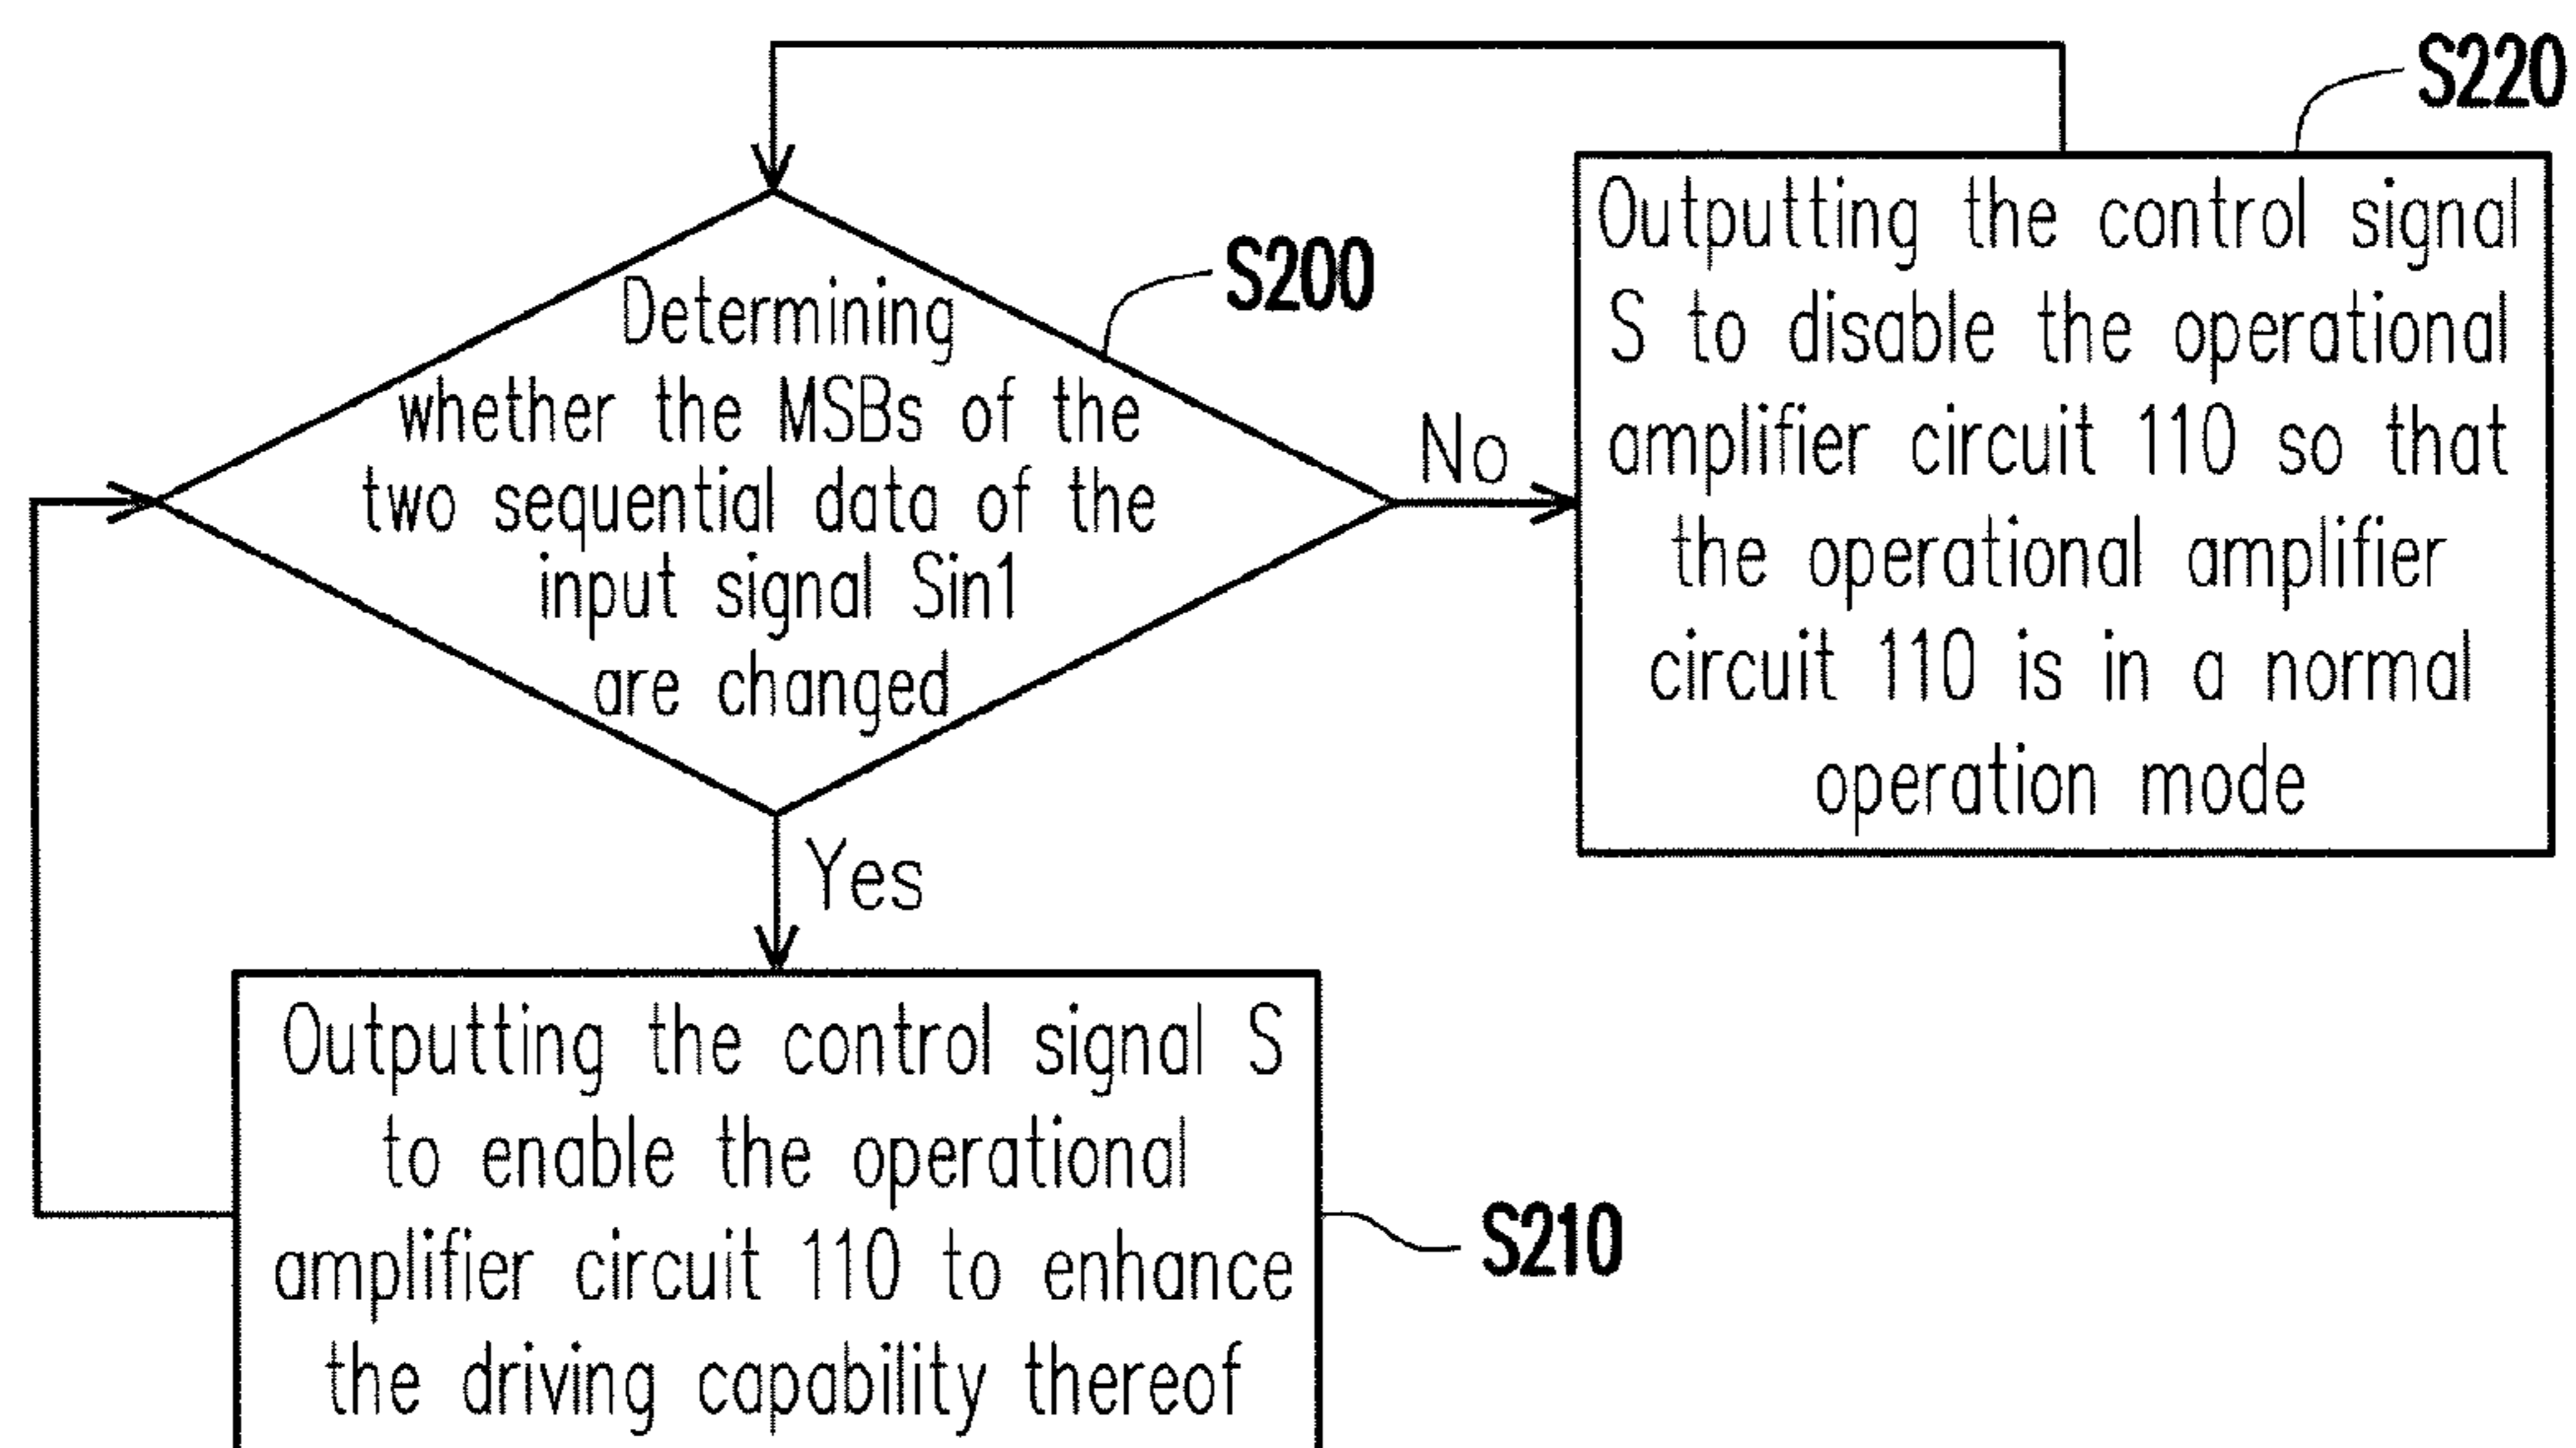 S200
Determining
whether the MSBs of the
two sequential data of the
input signal Sin1
are changed
No
S220
Outputting the control signal
S to disable the operational
amplifier circuit 110 so that
the operational amplifier
circuit 110 is in a normal
operation mode
Yes
Outputting the control signal S
to enable the operational
amplifier circuit 110 to enhance
the driving capability thereof
S210